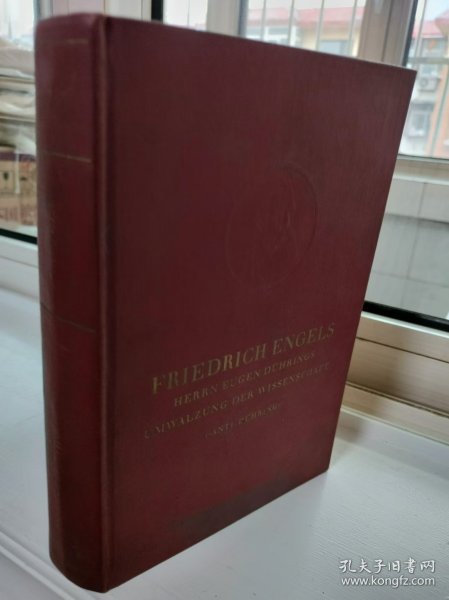 FRIEDRICH ENGELS
HERRN EUGEN DÜHRINGS
UMWÄLZUNG DER WISSENSCHAFT
»ANTI-DÜHRING«
孔夫子旧书网
www.kongfz.com